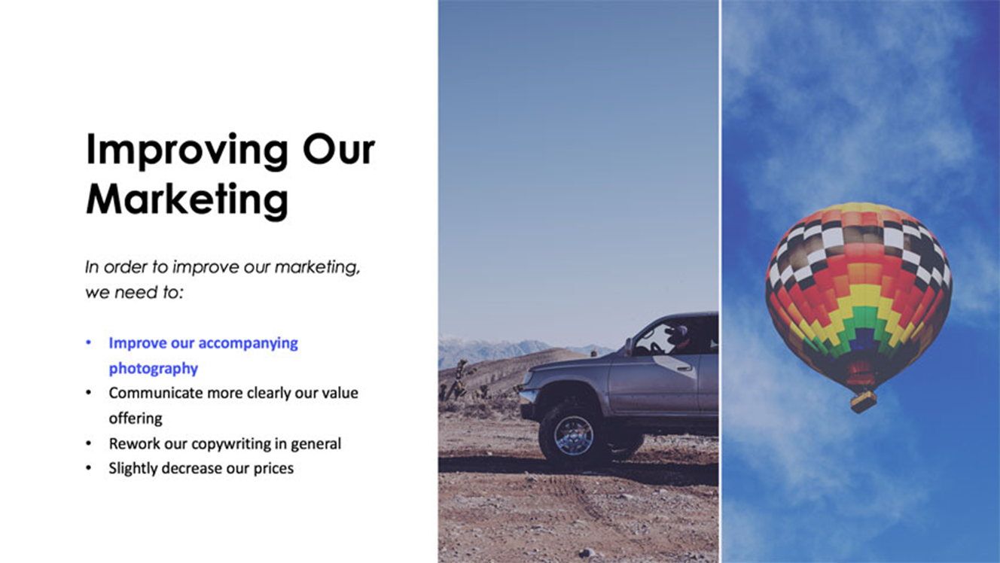 Improving Our
Marketing
In order to improve our marketing,
we need to:
• Improve our accompanying
photography
• Communicate more clearly our value
offering
• Rework our copywriting in general
• Slightly decrease our prices